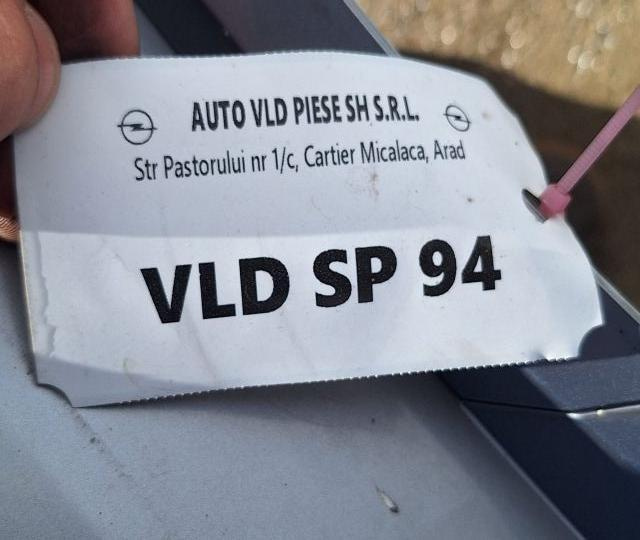 AUTO VLD PIESE SH S.R.L.
Str Pastorului nr 1/c, Cartier Micalaca, Arad
VLD SP 94